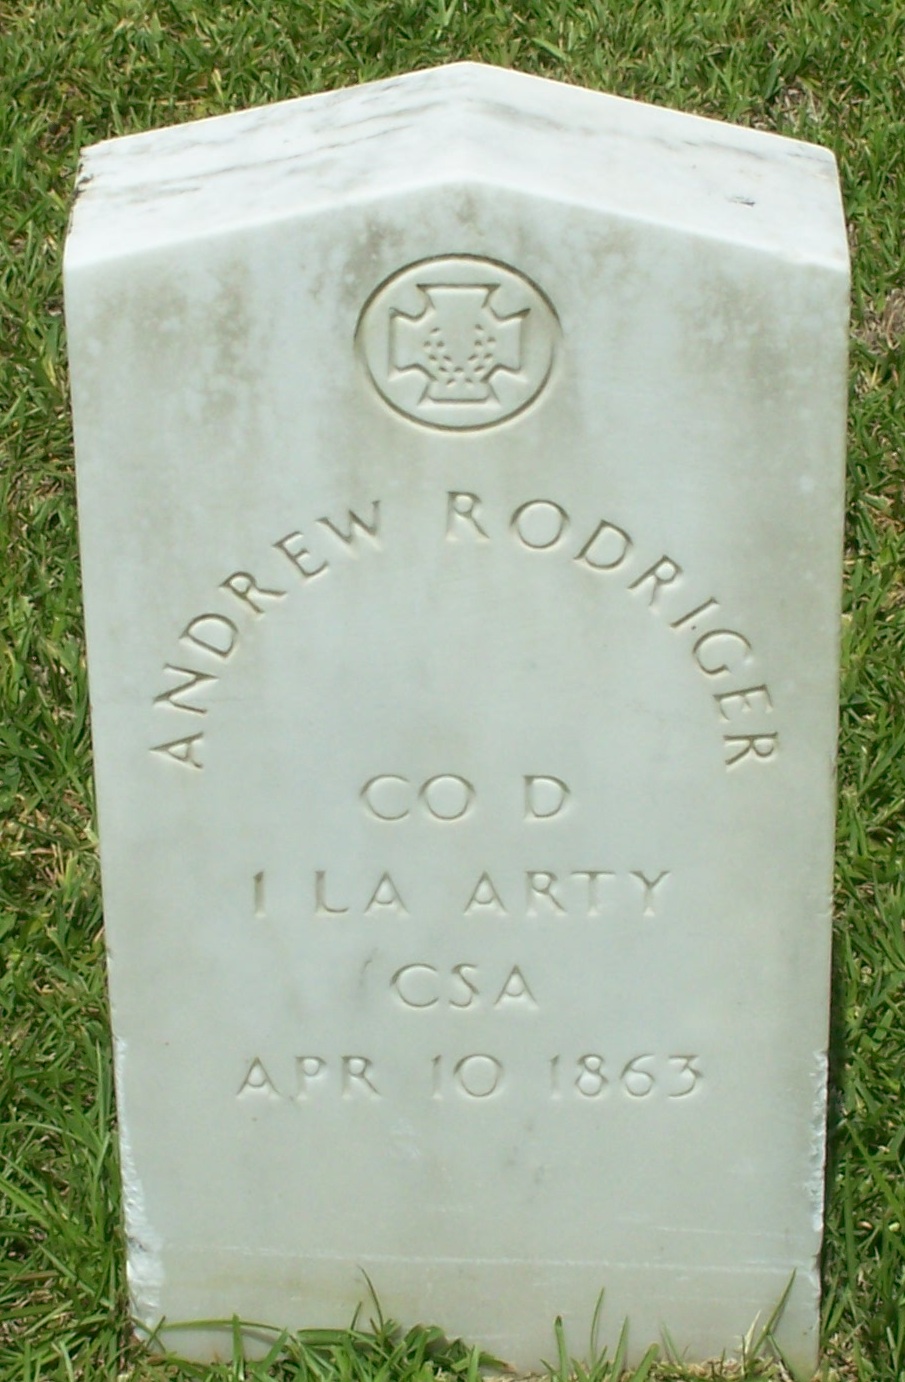 ANDREW RODRIGER
CO D
1 LA ARTY
CSA
APR 10 1863